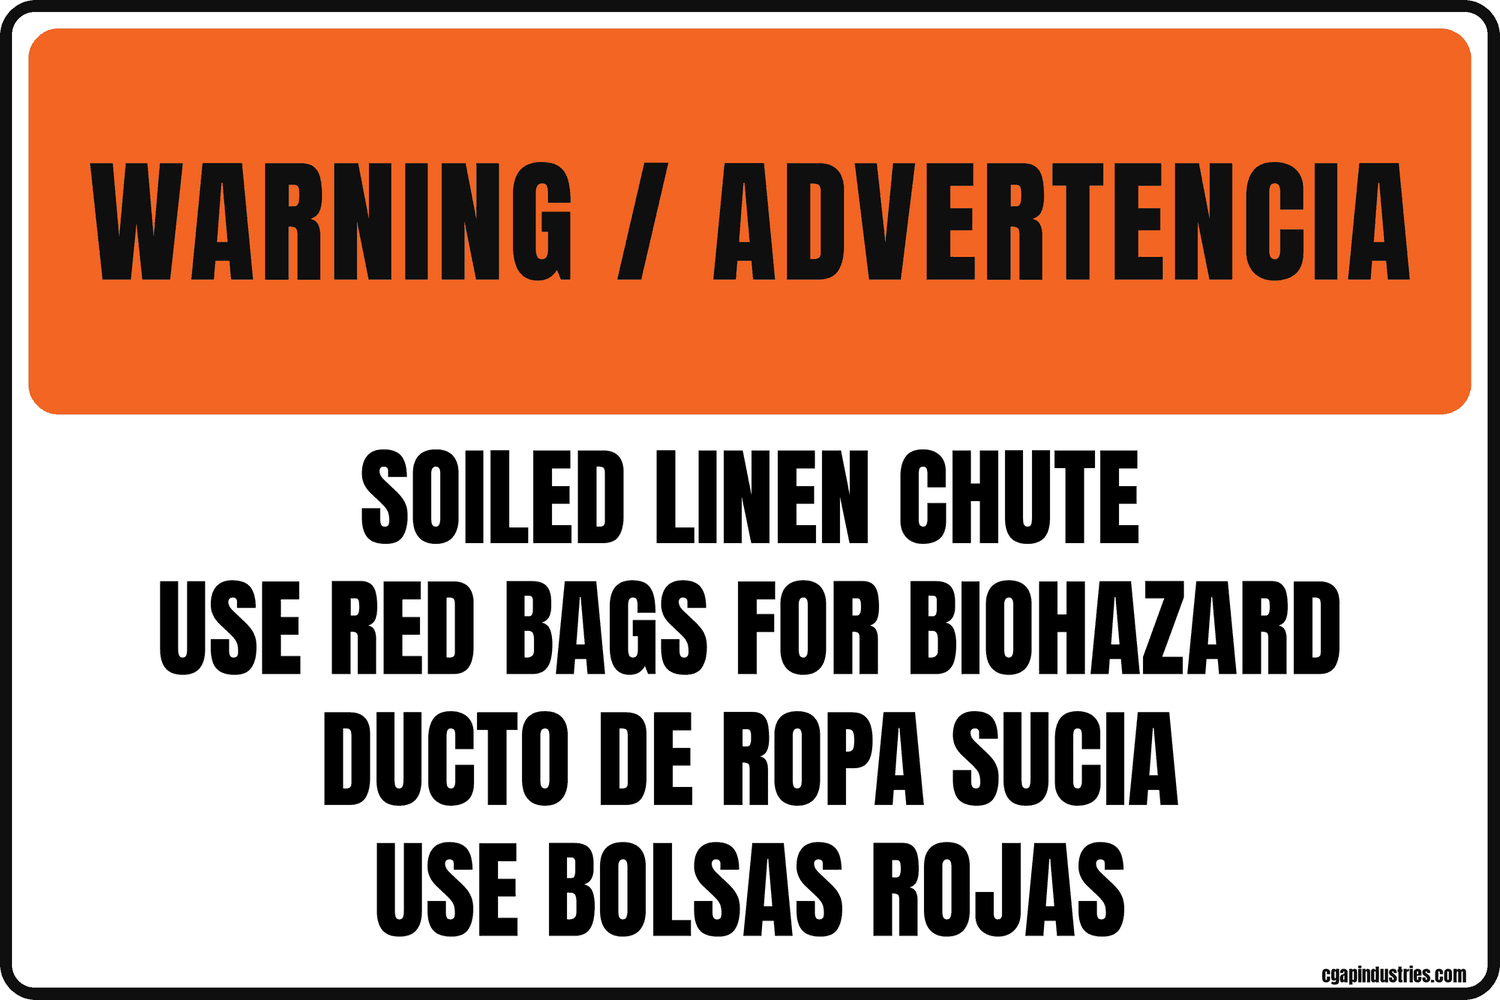 WARNING / ADVERTENCIA
SOILED LINEN CHUTE
USE RED BAGS FOR BIOHAZARD
DUCTO DE ROPA SUCIA
USE BOLSAS ROJAS
cgapindustries.com